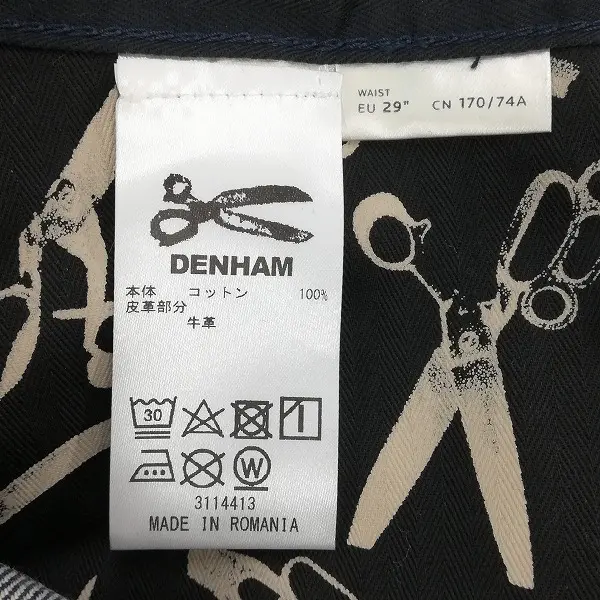 WAIST
EU 29" CN 170/74A
DENHAM
本体 コットン 100%
皮革部分
牛革
30
W
3114413
MADE IN ROMANIA